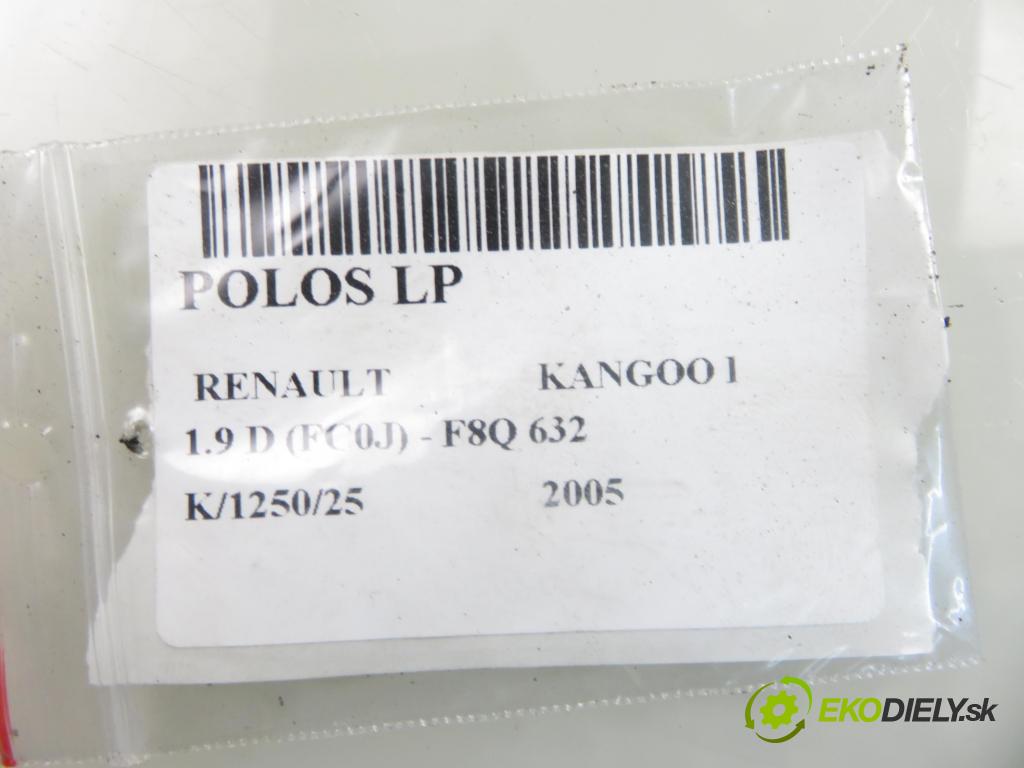 POLOS LP
RENAULT KANGOO I
1.9 D (FC0J) - F8Q 632
K/1250/25 2005
EKODIELY.sk